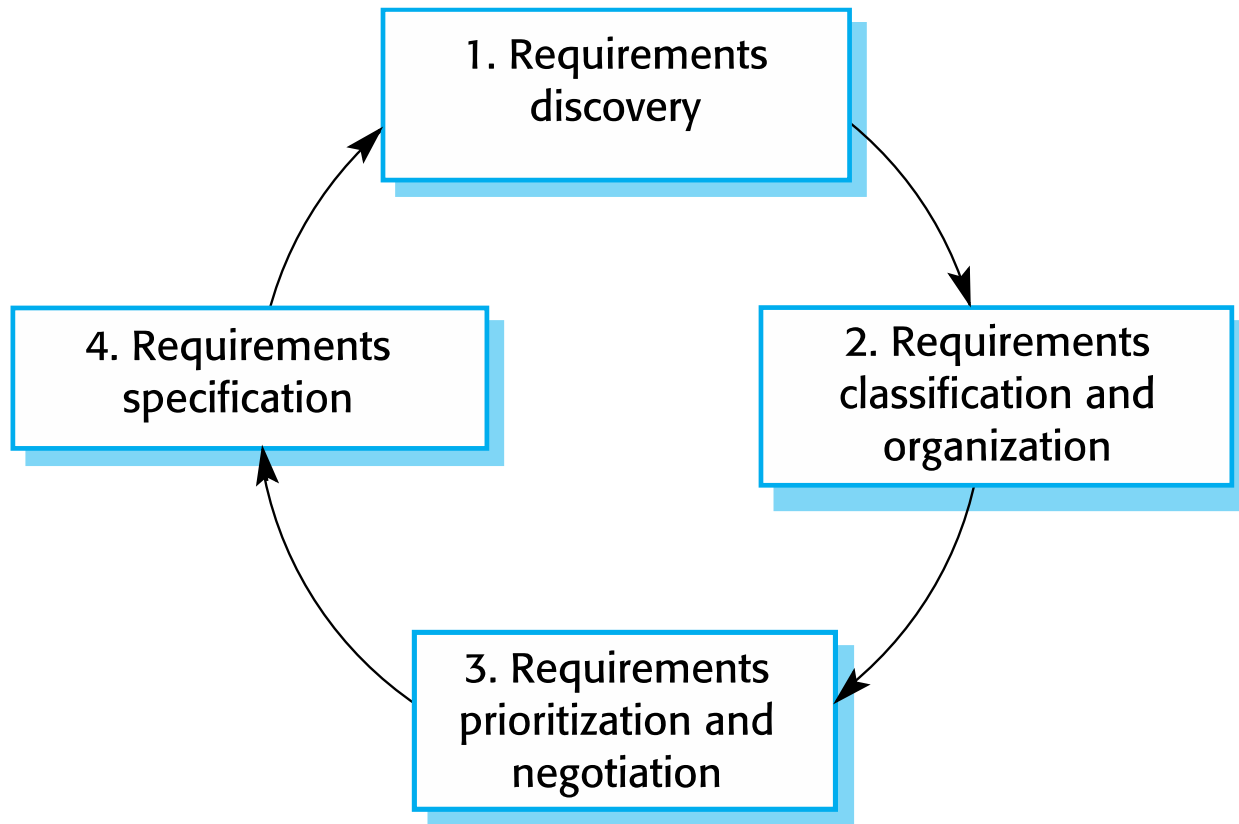 1. Requirements
discovery
2. Requirements
classification and
organization
3. Requirements
prioritization and
negotiation
4. Requirements
specification